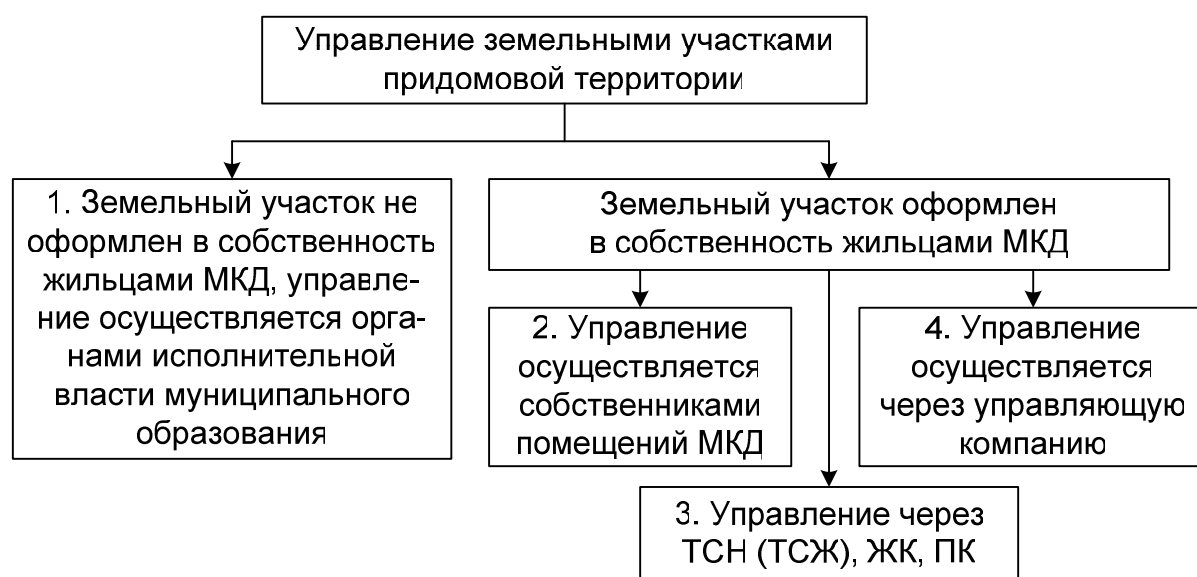 Управление земельными участками
придомовой территории
1. Земельный участок не
оформлен в собственность
жильцами МКД, управле-
ние осуществляется орга-
нами исполнительной
власти муниципального
образования
Земельный участок оформлен
в собственность жильцами МКД
2. Управление
осуществляется
собственниками
помещений МКД
4. Управление
осуществляется
через управляющую
компанию
3. Управление через
ТСН (ТСЖ), ЖК, ПК